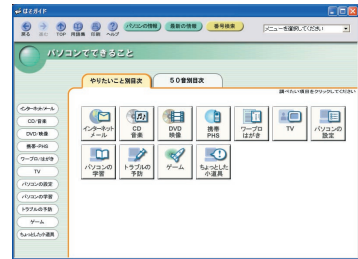 ぱそガイド
戻る 進む TOP 用語集 印刷 ヘルプ パソコンの情報 最新の情報 番号検索 メニューを選択してください
パソコンでできること
やりたいこと別目次 50音別目次
調べたい項目をクリックしてください
インターネット/メール
CD/音楽
DVD/映像
携帯・PHS
ワープロ/はがき
TV
パソコンの設定
パソコンの学習
トラブルの予防
ゲーム
ちょっとした小道具
インターネット メール
CD 音楽
DVD 映像
携帯 PHS
ワープロ はがき
TV
パソコンの 設定
パソコンの 学習
トラブルの 予防
ゲーム
ちょっとした 小道具